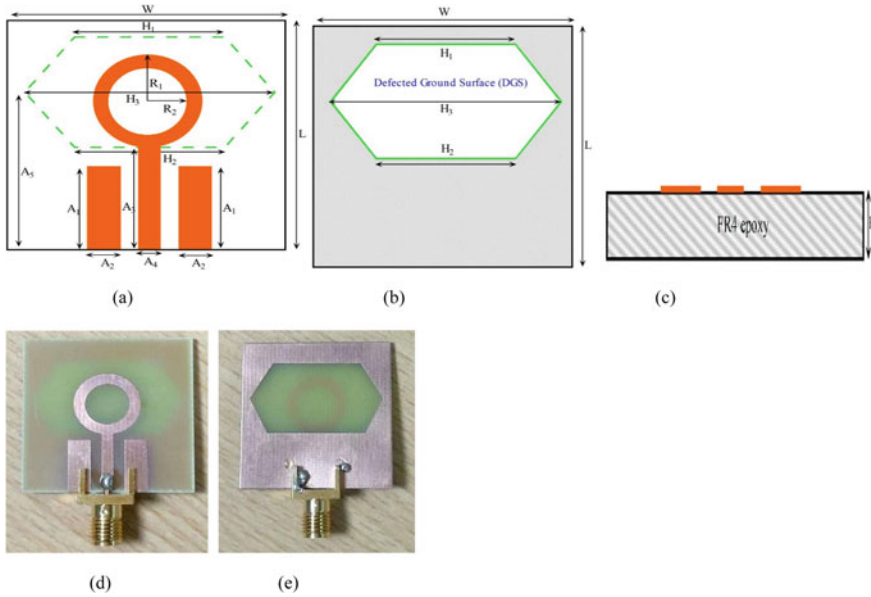 W
H1
R1
H3
R2
H2
A5
A1
A3
A1
A2
A4
A2
L
(a)
W
H1
Defected Ground Surface (DGS)
H3
H2
L
(b)
FR4 epoxy
(c)
(d)
(e)